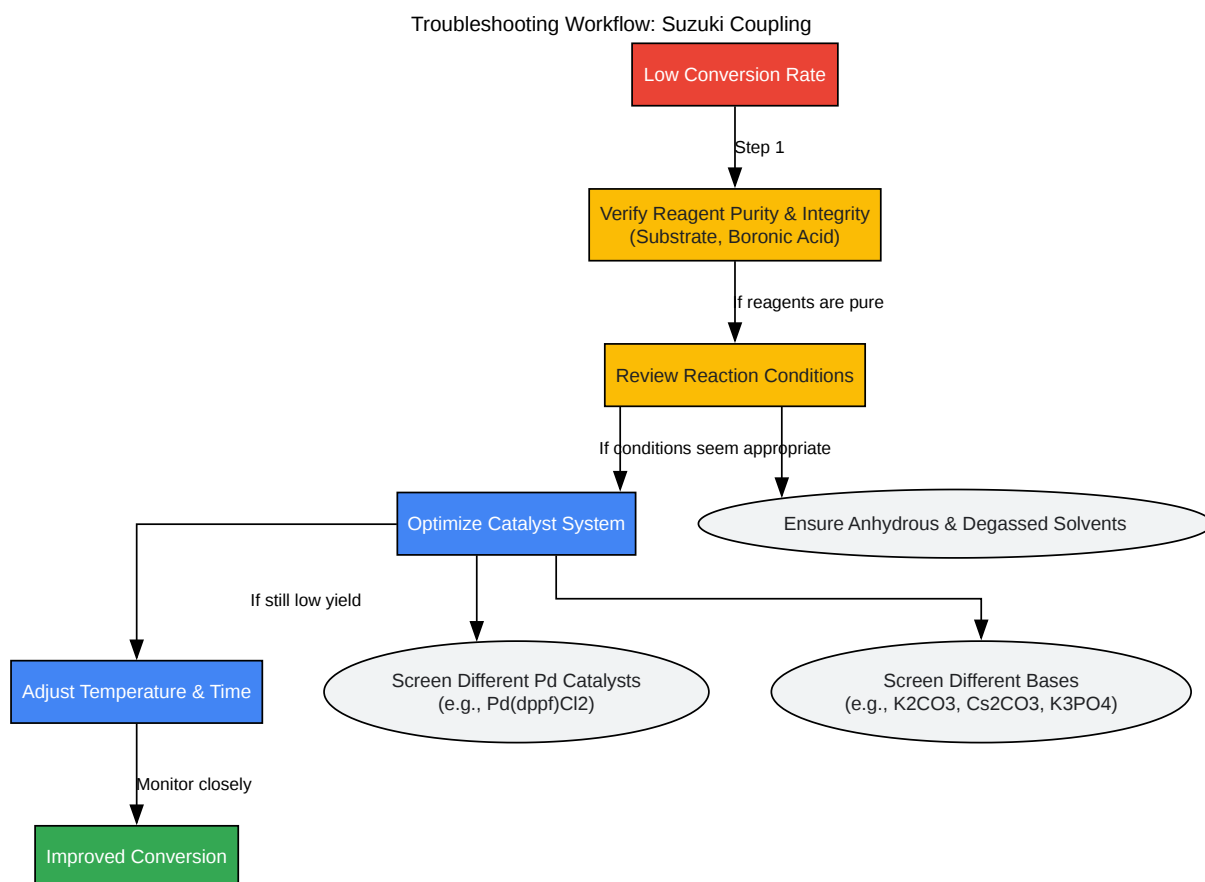 Troubleshooting Workflow: Suzuki Coupling
Low Conversion Rate
Step 1
Verify Reagent Purity & Integrity
(Substrate, Boronic Acid)
If reagents are pure
Review Reaction Conditions
If conditions seem appropriate
Optimize Catalyst System
Ensure Anhydrous & Degassed Solvents
If still low yield
Adjust Temperature & Time
Screen Different Pd Catalysts
(e.g., Pd(dppf)Cl2)
Screen Different Bases
(e.g., K2CO3, Cs2CO3, K3PO4)
Monitor closely
Improved Conversion